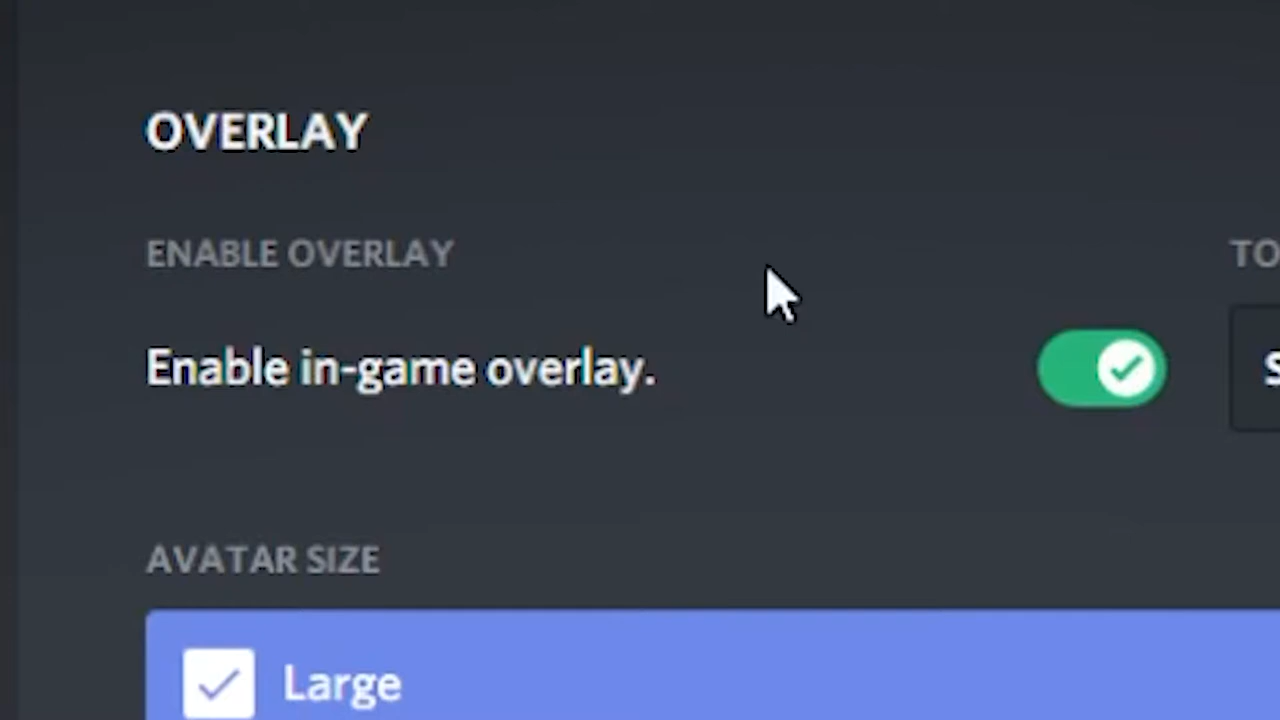 OVERLAY
ENABLE OVERLAY
Enable in-game overlay.
AVATAR SIZE
Large